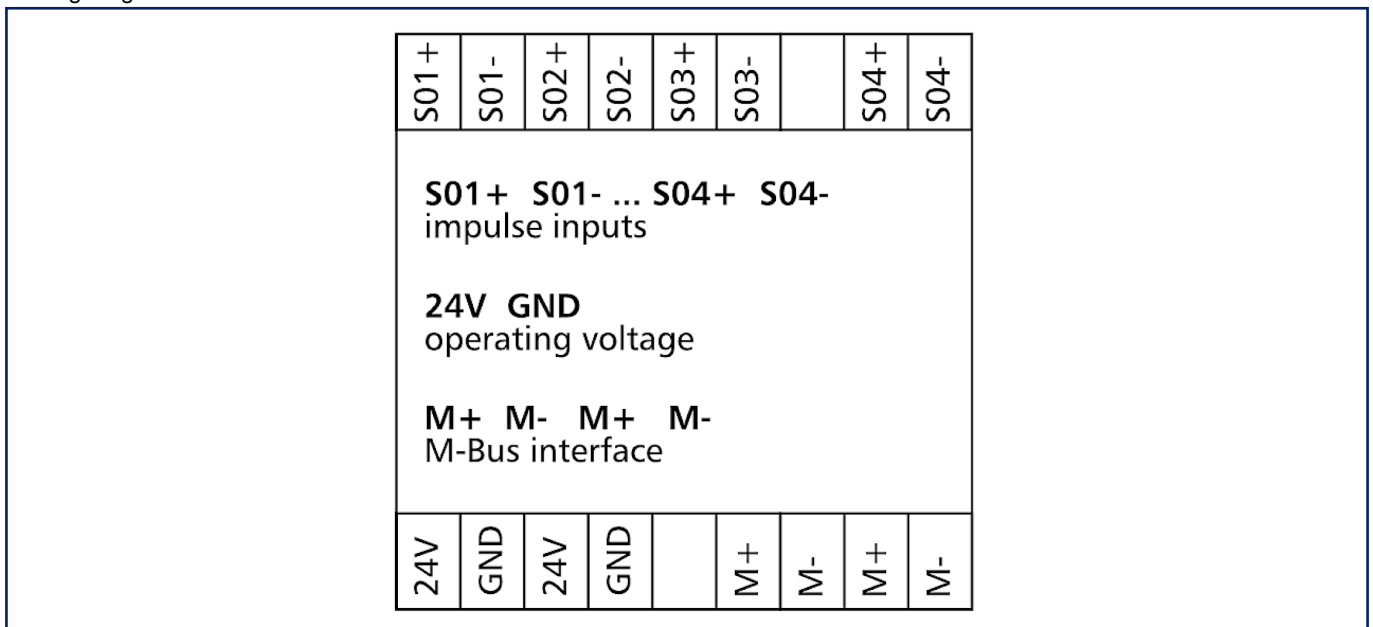 S01+ S01- S02+ S02- S03+ S03- S04+ S04-
S01+ S01- ... S04+ S04-
impulse inputs
24V GND
operating voltage
M+ M- M+ M-
M-Bus interface
24V GND 24V GND M+ M- M+ M-